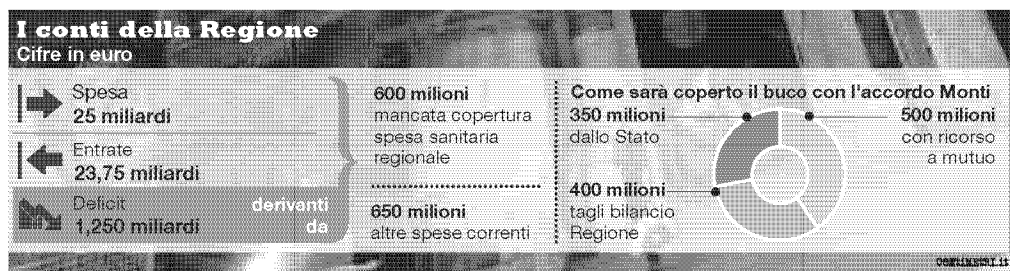 I conti della Regione
Cifre in euro
Spesa
25 miliardi
Entrate
23,75 miliardi
Deficit
1,250 miliardi
derivanti
da
600 milioni
mancata copertura
spesa sanitaria
regionale
650 milioni
altre spese correnti
Come sarà coperto il buco con l'accordo Monti
350 milioni
dallo Stato
400 milioni
tagli bilancio
Regione
500 milioni
con ricorso
a mutuo
CENTIMETRI.it